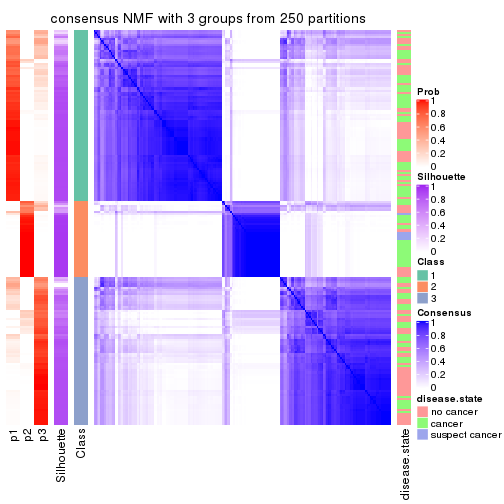 consensus NMF with 3 groups from 250 partitions
Prob
1
0.8
0.6
0.4
0.2
0
Silhouette
1
0.8
0.6
0.4
0.2
0
Class
1
2
3
Consensus
1
0.8
0.6
0.4
0.2
0
disease.state
no cancer
cancer
suspect cancer
p1
p2
p3
Silhouette
Class
disease.state